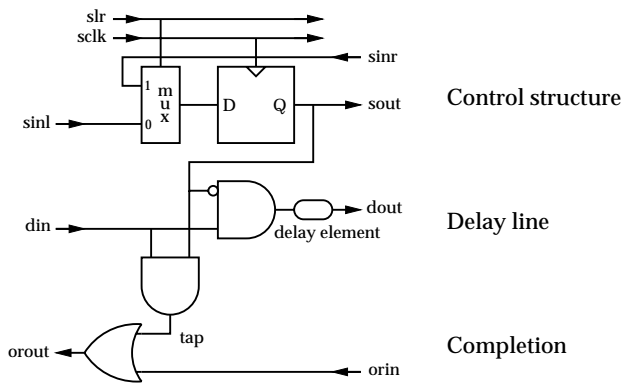 slr
sclk
sinr
1
mux
0
D
Q
sout
sinl
Control structure
dout
din
delay element
Delay line
tap
orout
orin
Completion